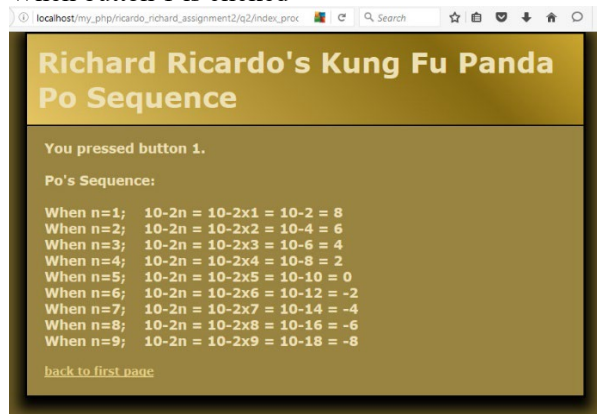 localhost/my_php/ricardo_richard_assignment2/q2/index_proc
Search
Richard Ricardo's Kung Fu Panda
Po Sequence
You pressed button 1.
Po's Sequence:
When n=1; 10-2n = 10-2x1 = 10-2 = 8
When n=2; 10-2n = 10-2x2 = 10-4 = 6
When n=3; 10-2n = 10-2x3 = 10-6 = 4
When n=4; 10-2n = 10-2x4 = 10-8 = 2
When n=5; 10-2n = 10-2x5 = 10-10 = 0
When n=6; 10-2n = 10-2x6 = 10-12 = -2
When n=7; 10-2n = 10-2x7 = 10-14 = -4
When n=8; 10-2n = 10-2x8 = 10-16 = -6
When n=9; 10-2n = 10-2x9 = 10-18 = -8
back to first page